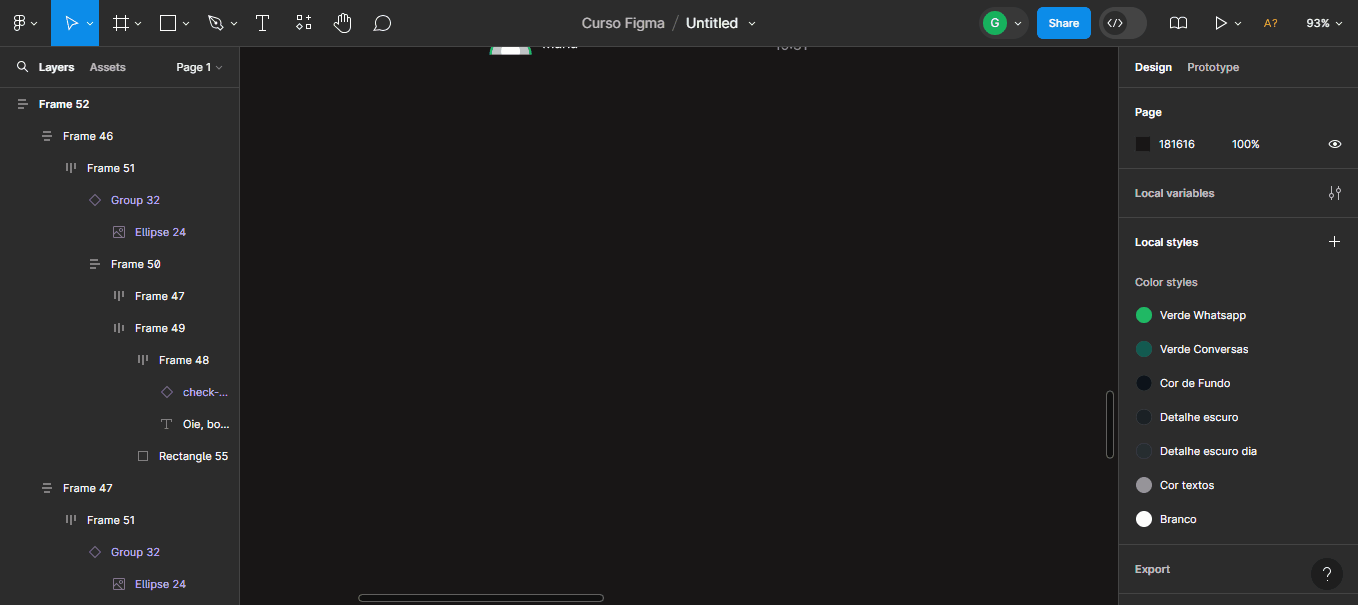 Curso Figma / Untitled
G
Share
A?
93%
Layers
Assets
Page 1
Frame 52
Frame 46
Frame 51
Group 32
Ellipse 24
Frame 50
Frame 47
Frame 49
Frame 48
check-...
Oie, bo...
Rectangle 55
Frame 47
Frame 51
Group 32
Ellipse 24
Design
Prototype
Page
181616
100%
Local variables
Local styles
Color styles
Verde Whatsapp
Verde Conversas
Cor de Fundo
Detalhe escuro
Detalhe escuro dia
Cor textos
Branco
Export
?